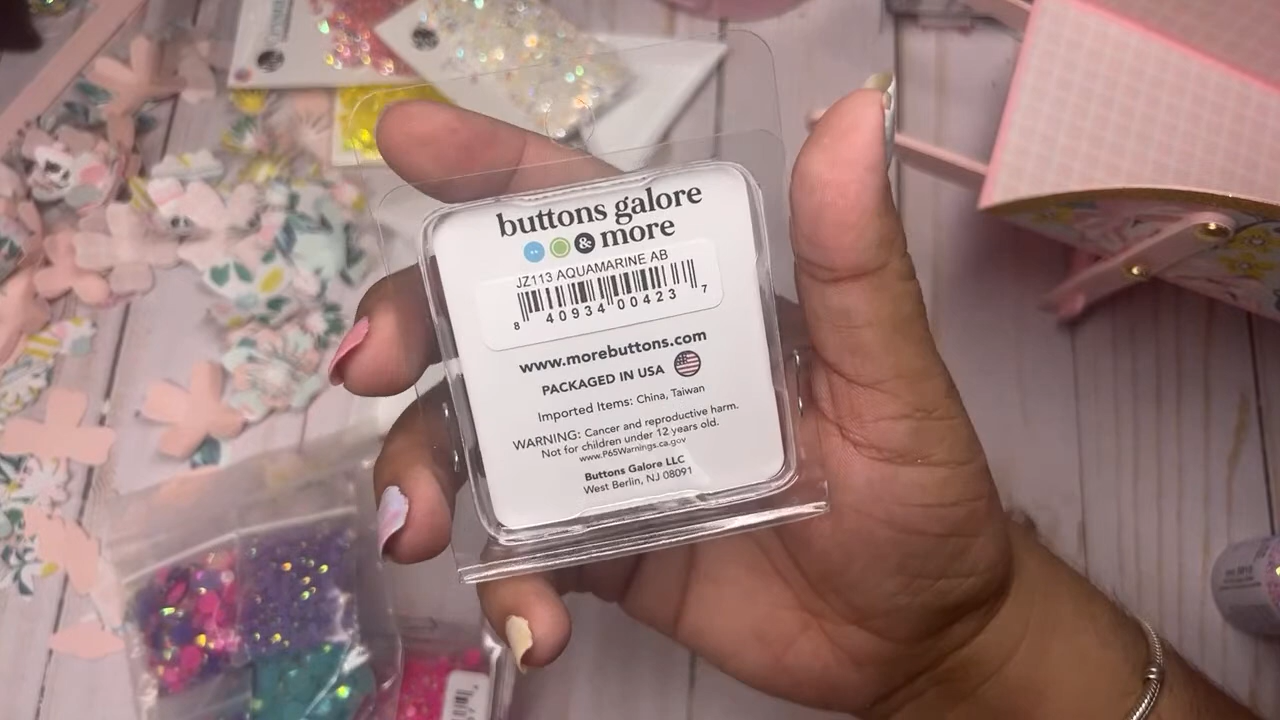 buttons galore
& more
JZ113 AQUAMARINE AB
8 40934 00423 7
www.morebuttons.com
PACKAGED IN USA
Imported Items: China, Taiwan
WARNING: Cancer and reproductive harm.
Not for children under 12 years old.
www.P65Warnings.ca.gov
Buttons Galore LLC
West Berlin, NJ 08091